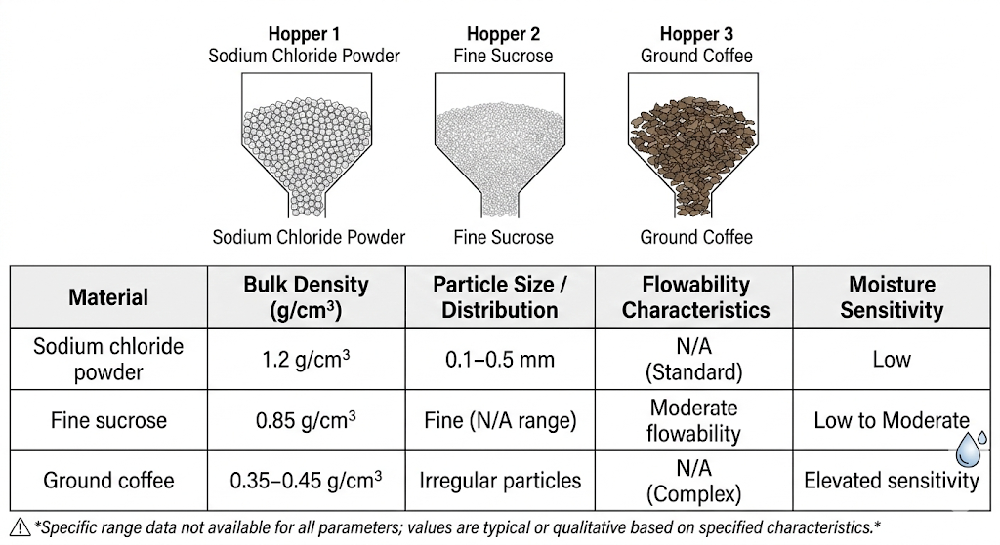 Hopper 1
Sodium Chloride Powder
Hopper 2
Fine Sucrose
Hopper 3
Ground Coffee
Sodium Chloride Powder
Fine Sucrose
Ground Coffee
Material
Bulk Density
(g/cm³)
Particle Size /
Distribution
Flowability
Characteristics
Moisture
Sensitivity
Sodium chloride
powder
1.2 g/cm³
0.1–0.5 mm
N/A
(Standard)
Low
Fine sucrose
0.85 g/cm³
Fine (N/A range)
Moderate
flowability
Low to Moderate
Ground coffee
0.35–0.45 g/cm³
Irregular particles
N/A
(Complex)
Elevated sensitivity
⚠ *Specific range data not available for all parameters; values are typical or qualitative based on specified characteristics.*